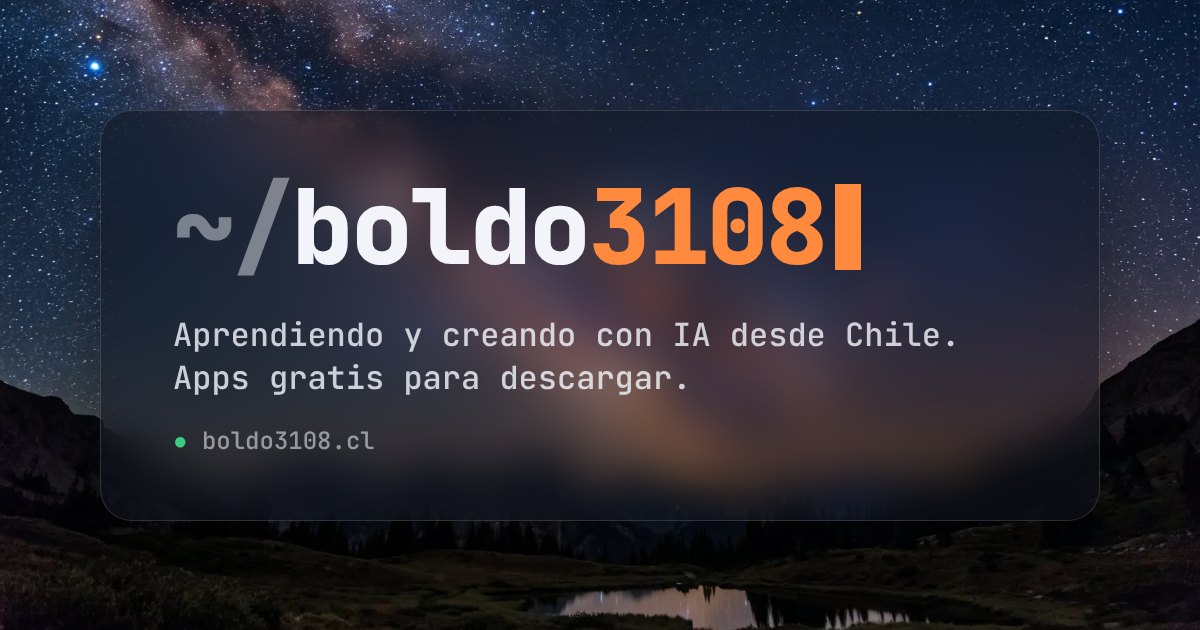 ~/boldo3108
Aprendiendo y creando con IA desde Chile.
Apps gratis para descargar.
boldo3108.cl